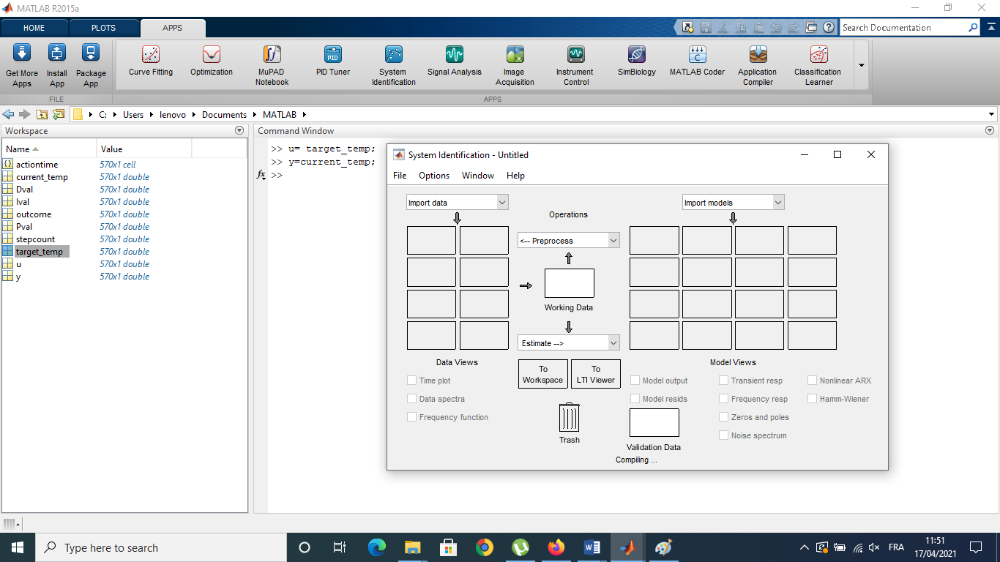 MATLAB R2015a
HOME
PLOTS
APPS
Search Documentation
Get More Apps
Install App
Package App
Curve Fitting
Optimization
MuPAD Notebook
PID
PID Tuner
System Identification
Signal Analysis
Image Acquisition
Instrument Control
SimBiology
C
MATLAB Coder
Application Compiler
Classification Learner
FILE
APPS
C: Users lenovo Documents MATLAB
Workspace
Name Value
actiontime 570x1 cell
current_temp 570x1 double
Dval 570x1 double
Ival 570x1 double
outcome 570x1 double
Pval 570x1 double
stepcount 570x1 double
target_temp 570x1 double
u 570x1 double
y 570x1 double
Command Window
>> u= target_temp;
>> y=current_temp;
fx >>
System Identification - Untitled
File Options Window Help
Import data
Import models
Operations
<-- Preprocess
Working Data
Estimate -->
Data Views
To Workspace
To LTI Viewer
Model Views
Time plot
Data spectra
Frequency function
Model output
Model resids
Transient resp
Frequency resp
Zeros and poles
Noise spectrum
Nonlinear ARX
Hamm-Wiener
Trash
Validation Data
Compiling ...
Type here to search
FRA
11:51
17/04/2021